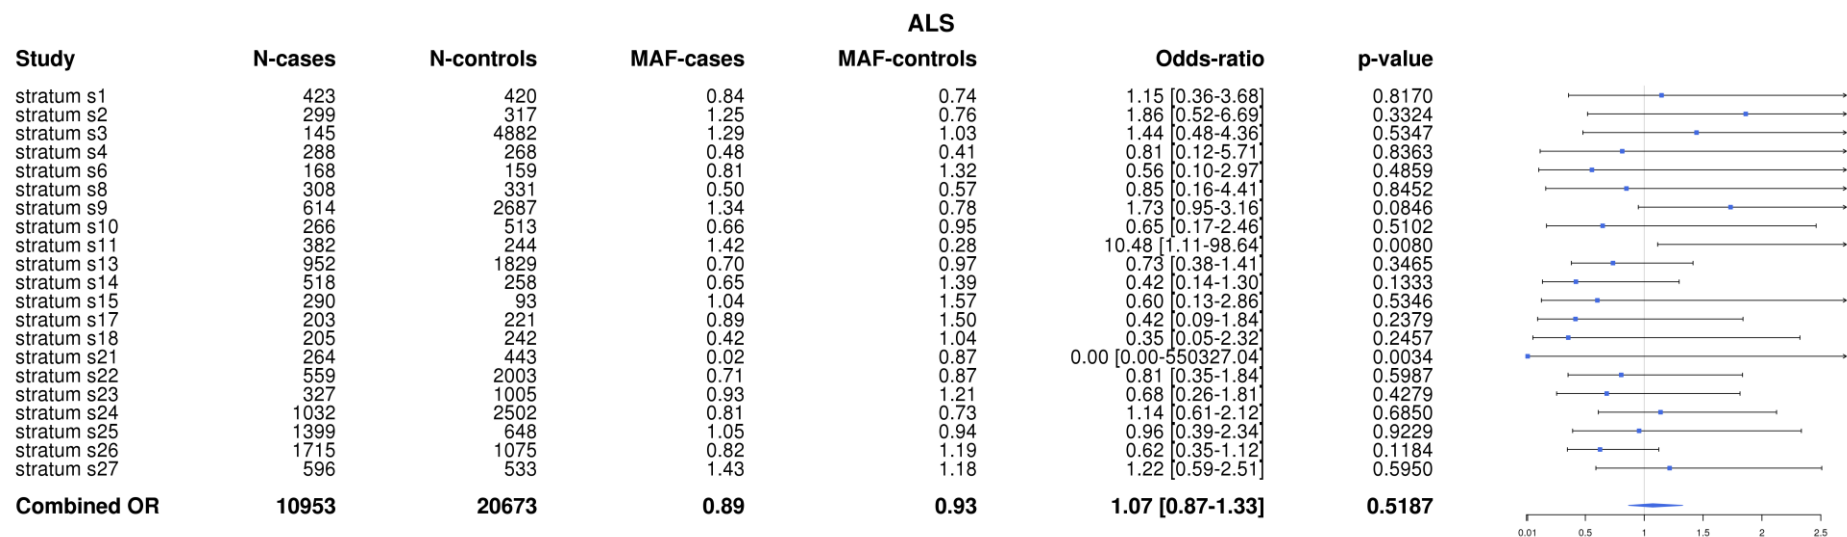 ALS
Study N-cases N-controls MAF-cases MAF-controls Odds-ratio p-value
stratum s1 423 420 0.84 0.74 1.15 [0.36-3.68] 0.8170
stratum s2 299 317 1.25 0.76 1.86 [0.52-6.69] 0.3324
stratum s3 145 4882 1.29 1.03 1.44 [0.48-4.36] 0.5347
stratum s4 288 268 0.48 0.41 0.81 [0.12-5.71] 0.8363
stratum s6 168 159 0.81 1.32 0.56 [0.10-2.97] 0.4859
stratum s8 308 331 0.50 0.57 0.85 [0.16-4.41] 0.8452
stratum s9 614 2687 1.34 0.78 1.73 [0.95-3.16] 0.0846
stratum s10 266 513 0.66 0.95 0.65 [0.17-2.46] 0.5102
stratum s11 382 244 1.42 0.28 10.48 [1.11-98.64] 0.0080
stratum s13 952 1829 0.70 0.97 0.73 [0.38-1.41] 0.3465
stratum s14 518 258 0.65 1.39 0.42 [0.14-1.30] 0.1333
stratum s15 290 93 1.04 1.57 0.60 [0.13-2.86] 0.5346
stratum s17 203 221 0.89 1.50 0.42 [0.09-1.84] 0.2379
stratum s18 205 242 0.42 1.04 0.35 [0.05-2.32] 0.2457
stratum s21 264 443 0.02 0.87 0.00 [0.00-550327.04] 0.0034
stratum s22 559 2003 0.71 0.87 0.81 [0.35-1.84] 0.5987
stratum s23 327 1005 0.93 1.21 0.68 [0.26-1.81] 0.4279
stratum s24 1032 2502 0.81 0.73 1.14 [0.61-2.12] 0.6850
stratum s25 1399 648 1.05 0.94 0.96 [0.39-2.34] 0.9229
stratum s26 1715 1075 0.82 1.19 0.62 [0.35-1.12] 0.1184
stratum s27 596 533 1.43 1.18 1.22 [0.59-2.51] 0.5950
Combined OR 10953 20673 0.89 0.93 1.07 [0.87-1.33] 0.5187
0.01 0.5 1 1.5 2 2.5